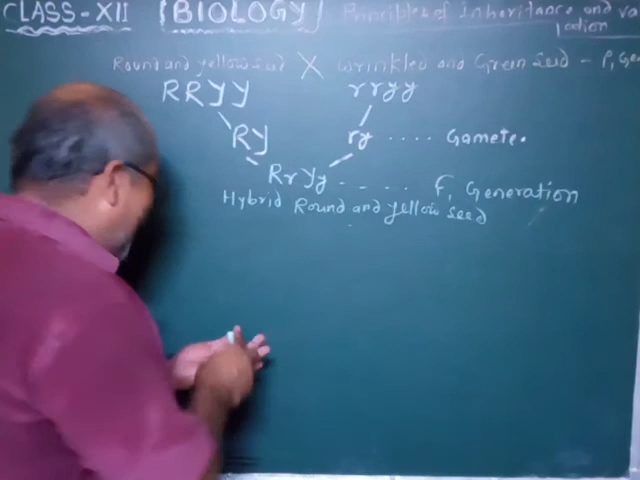 CLASS-XII BIOLOGY Principles of Inheritance and va
iation
Round and yellow seed X Wrinkled and Green seed - P, Gen
RRYY rryy
RY ry .... Gamete.
RrYy - - . . F1 Generation
Hybrid Round and yellow seed